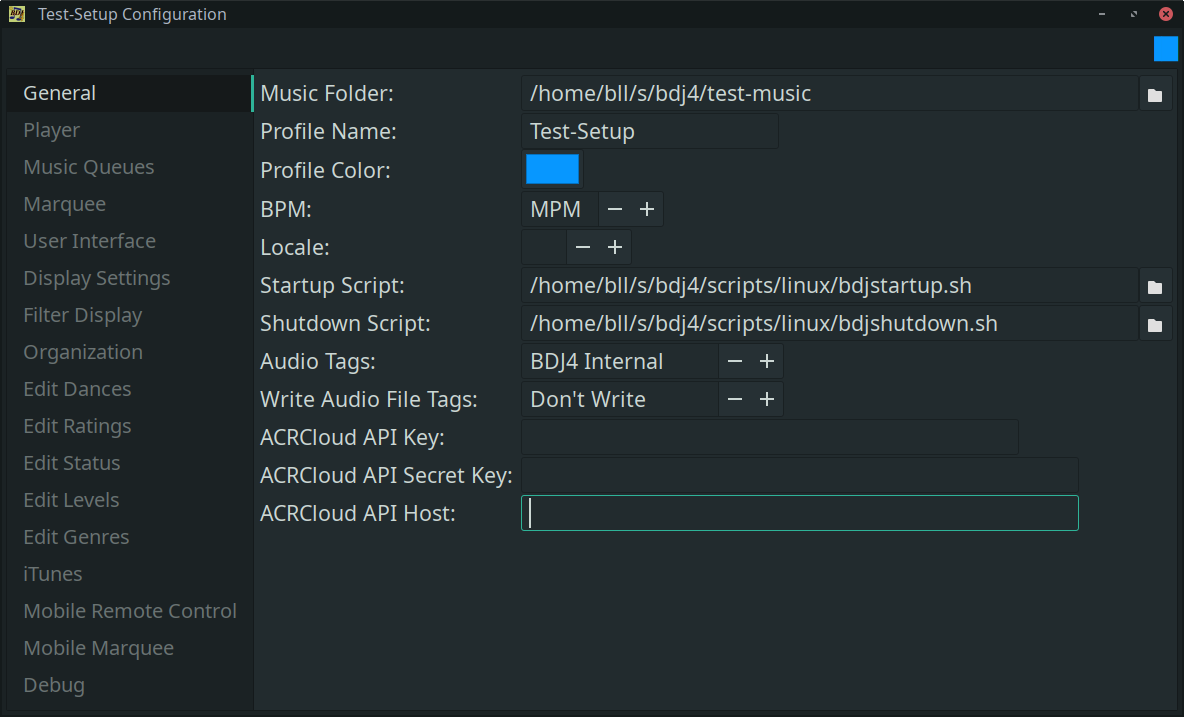 Test-Setup Configuration
General
Player
Music Queues
Marquee
User Interface
Display Settings
Filter Display
Organization
Edit Dances
Edit Ratings
Edit Status
Edit Levels
Edit Genres
iTunes
Mobile Remote Control
Mobile Marquee
Debug
Music Folder: /home/bll/s/bdj4/test-music
Profile Name: Test-Setup
Profile Color:
BPM: MPM − +
Locale: − +
Startup Script: /home/bll/s/bdj4/scripts/linux/bdjstartup.sh
Shutdown Script: /home/bll/s/bdj4/scripts/linux/bdjshutdown.sh
Audio Tags: BDJ4 Internal − +
Write Audio File Tags: Don't Write − +
ACRCloud API Key:
ACRCloud API Secret Key:
ACRCloud API Host: